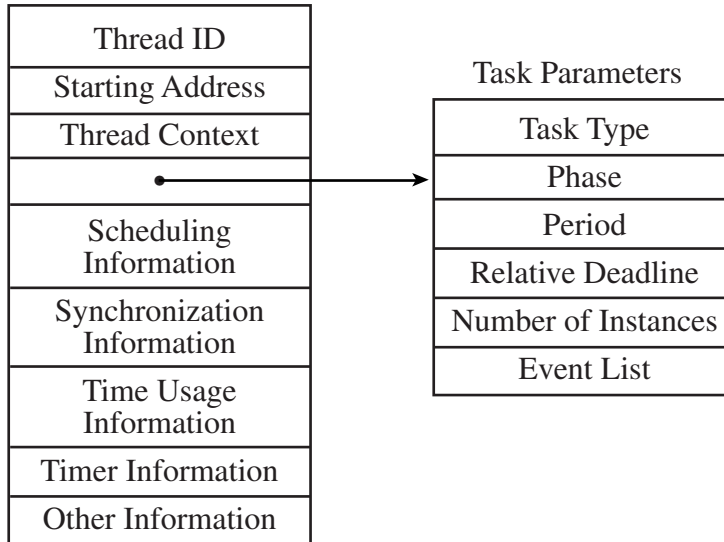 Thread ID
Starting Address
Thread Context
Scheduling
Information
Synchronization
Information
Time Usage
Information
Timer Information
Other Information
Task Parameters
Task Type
Phase
Period
Relative Deadline
Number of Instances
Event List